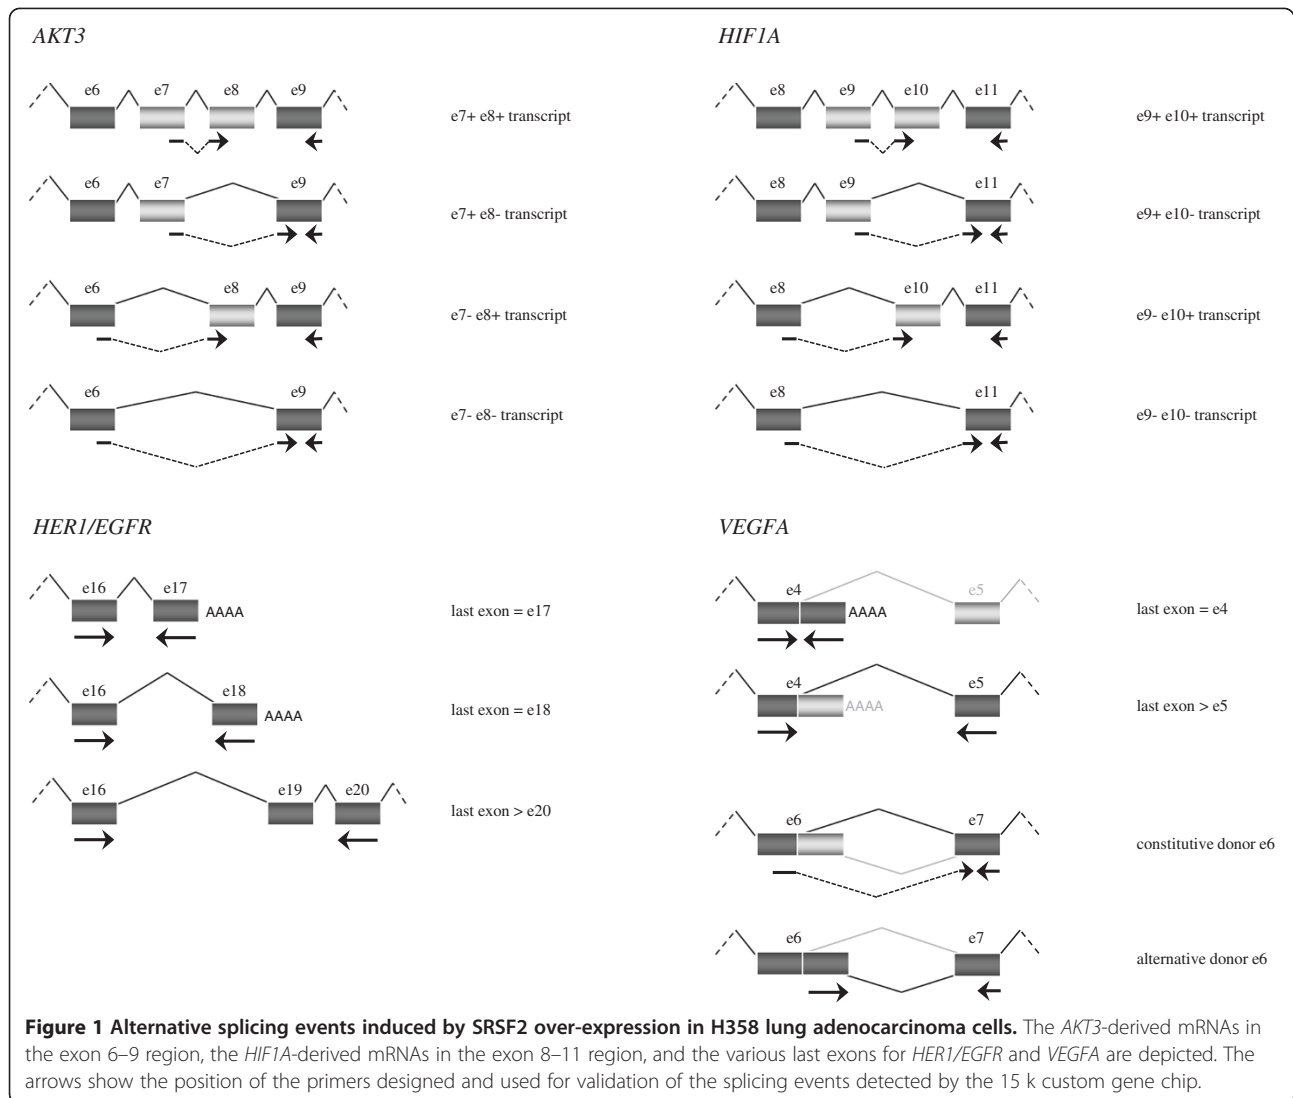 AKT3
e6 e7 e8 e9
e7+ e8+ transcript
e6 e7 e9
e7+ e8- transcript
e6 e8 e9
e7- e8+ transcript
e6 e9
e7- e8- transcript
HIF1A
e8 e9 e10 e11
e9+ e10+ transcript
e8 e9 e11
e9+ e10- transcript
e8 e10 e11
e9- e10+ transcript
e8 e11
e9- e10- transcript
HER1/EGFR
e16 e17
AAAA
last exon = e17
e16 e18
AAAA
last exon = e18
e16 e19 e20
last exon > e20
VEGFA
e4 e5
AAAA
last exon = e4
e4 e5
AAAA
last exon > e5
e6 e7
constitutive donor e6
e6 e7
alternative donor e6
Figure 1 Alternative splicing events induced by SRSF2 over-expression in H358 lung adenocarcinoma cells. The AKT3-derived mRNAs in
the exon 6–9 region, the HIF1A-derived mRNAs in the exon 8–11 region, and the various last exons for HER1/EGFR and VEGFA are depicted. The
arrows show the position of the primers designed and used for validation of the splicing events detected by the 15 k custom gene chip.